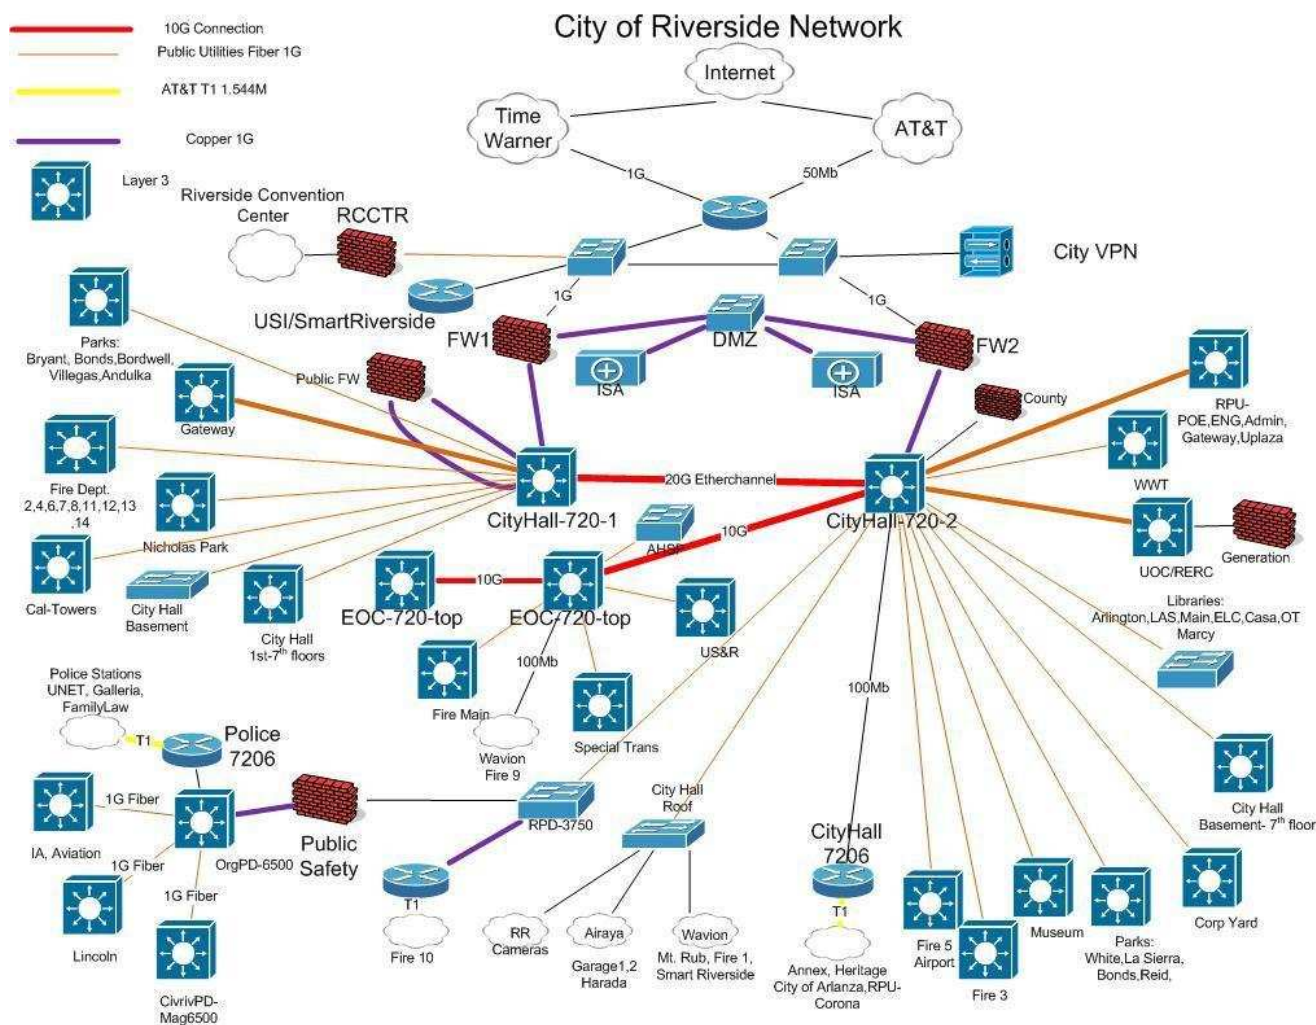 City of Riverside Network
10G Connection
Public Utilities Fiber 1G
AT&T T1 1.544M
Copper 1G
Layer 3
Internet
Time
Warner
AT&T
1G
50Mb
Riverside Convention
Center
RCCTR
City VPN
USI/SmartRiverside
1G
1G
FW1
DMZ
FW2
ISA
ISA
Parks:
Bryant, Bonds,Bordwell,
Villegas,Andulka
Public FW
County
Gateway
RPU-
POE,ENG,Admin,
Gateway,Uplaza
Fire Dept.
2,4,6,7,8,11,12,13
,14
WWT
20G Etherchannel
CityHall-720-1
CityHall-720-2
Nicholas Park
10G
AHSP
UOC/RERC
Generation
Cal-Towers
City Hall
Basement
City Hall
1st-7th floors
10G
EOC-720-top
EOC-720-top
US&R
Libraries:
Arlington,LAS,Main,ELC,Casa,OT
Marcy
100Mb
100Mb
Fire Main
Special Trans
Wavion
Fire 9
Police Stations
UNET, Galleria,
FamilyLaw
T1
Police
7206
1G Fiber
IA, Aviation
OrgPD-6500
1G Fiber
1G Fiber
Lincoln
CivrivPD-
Mag6500
Public
Safety
RPD-3750
T1
Fire 10
City Hall
Roof
RR
Cameras
Airaya
Garage1,2
Harada
Wavion
Mt. Rub, Fire 1,
Smart Riverside
CityHall
7206
T1
Annex, Heritage
City of Arlanza,RPU-
Corona
Fire 5
Airport
Fire 3
Museum
Parks:
White,La Sierra,
Bonds,Reid,
Corp Yard
City Hall
Basement- 7th floor